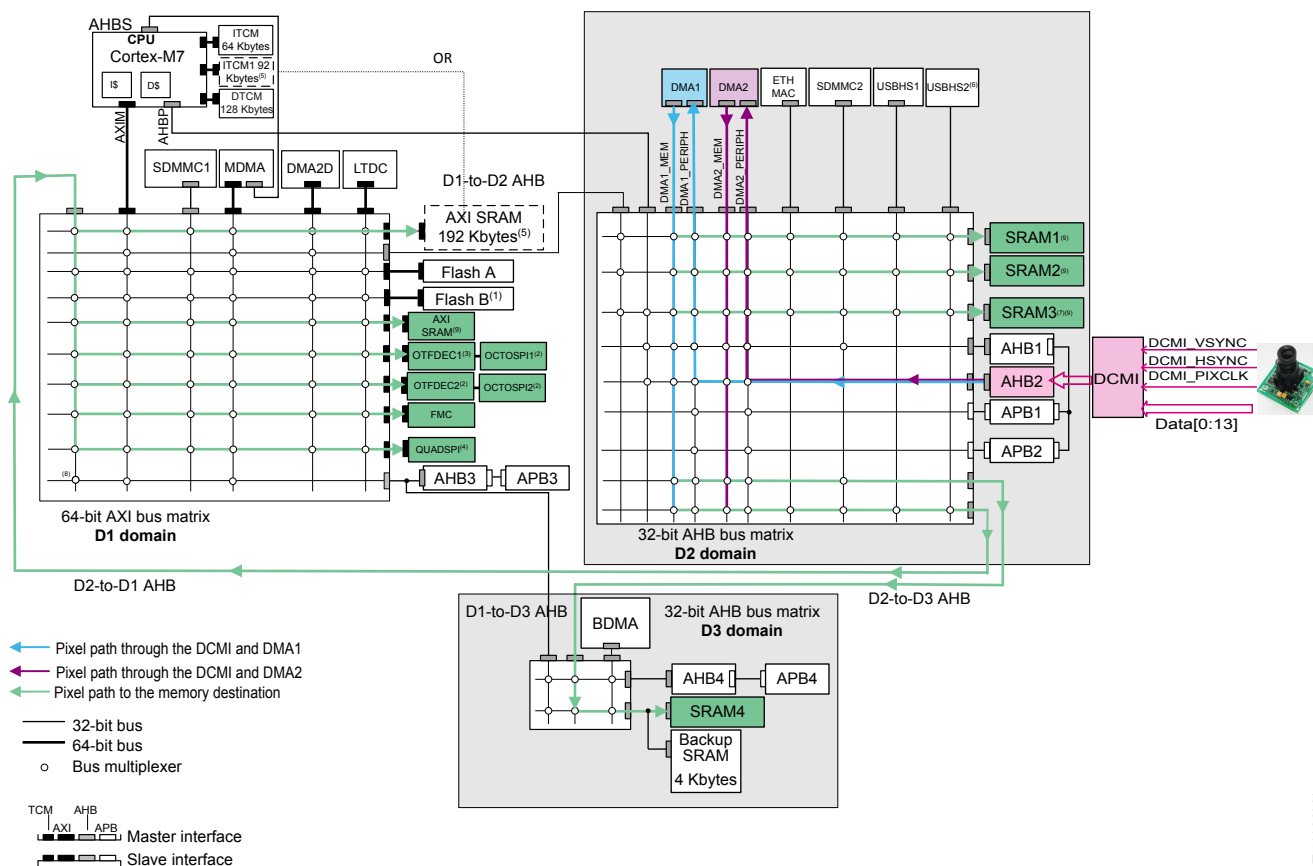 AHBS
CPU
Cortex-M7
I$
D$
ITCM
64 Kbytes
ITCM1 92
Kbytes(5)
DTCM
128 Kbytes
OR
AXIM
AHBP
SDMMC1
MDMA
DMA2D
LTDC
D1-to-D2 AHB
AXI SRAM
192 Kbytes(5)
Flash A
Flash B(1)
AXI
SRAM(9)
OTFDEC1(3)
OCTOSPI1(2)
OTFDEC2(2)
OCTOSPI2(2)
FMC
QUADSPI(4)
(8)
AHB3
APB3
64-bit AXI bus matrix
D1 domain
DMA1
DMA2
ETH
MAC
SDMMC2
USBHS1
USBHS2(6)
DMA1_MEM
DMA1_PERIPH
DMA2_MEM
DMA2_PERIPH
SRAM1(9)
SRAM2(9)
SRAM3(7)(9)
AHB1
AHB2
APB1
APB2
DCMI
DCMI_VSYNC
DCMI_HSYNC
DCMI_PIXCLK
Data[0:13]
32-bit AHB bus matrix
D2 domain
D2-to-D1 AHB
D2-to-D3 AHB
D1-to-D3 AHB
32-bit AHB bus matrix
D3 domain
BDMA
AHB4
APB4
SRAM4
Backup
SRAM
4 Kbytes
Pixel path through the DCMI and DMA1
Pixel path through the DCMI and DMA2
Pixel path to the memory destination
32-bit bus
64-bit bus
Bus multiplexer
TCM
AHB
AXI
APB
Master interface
Slave interface